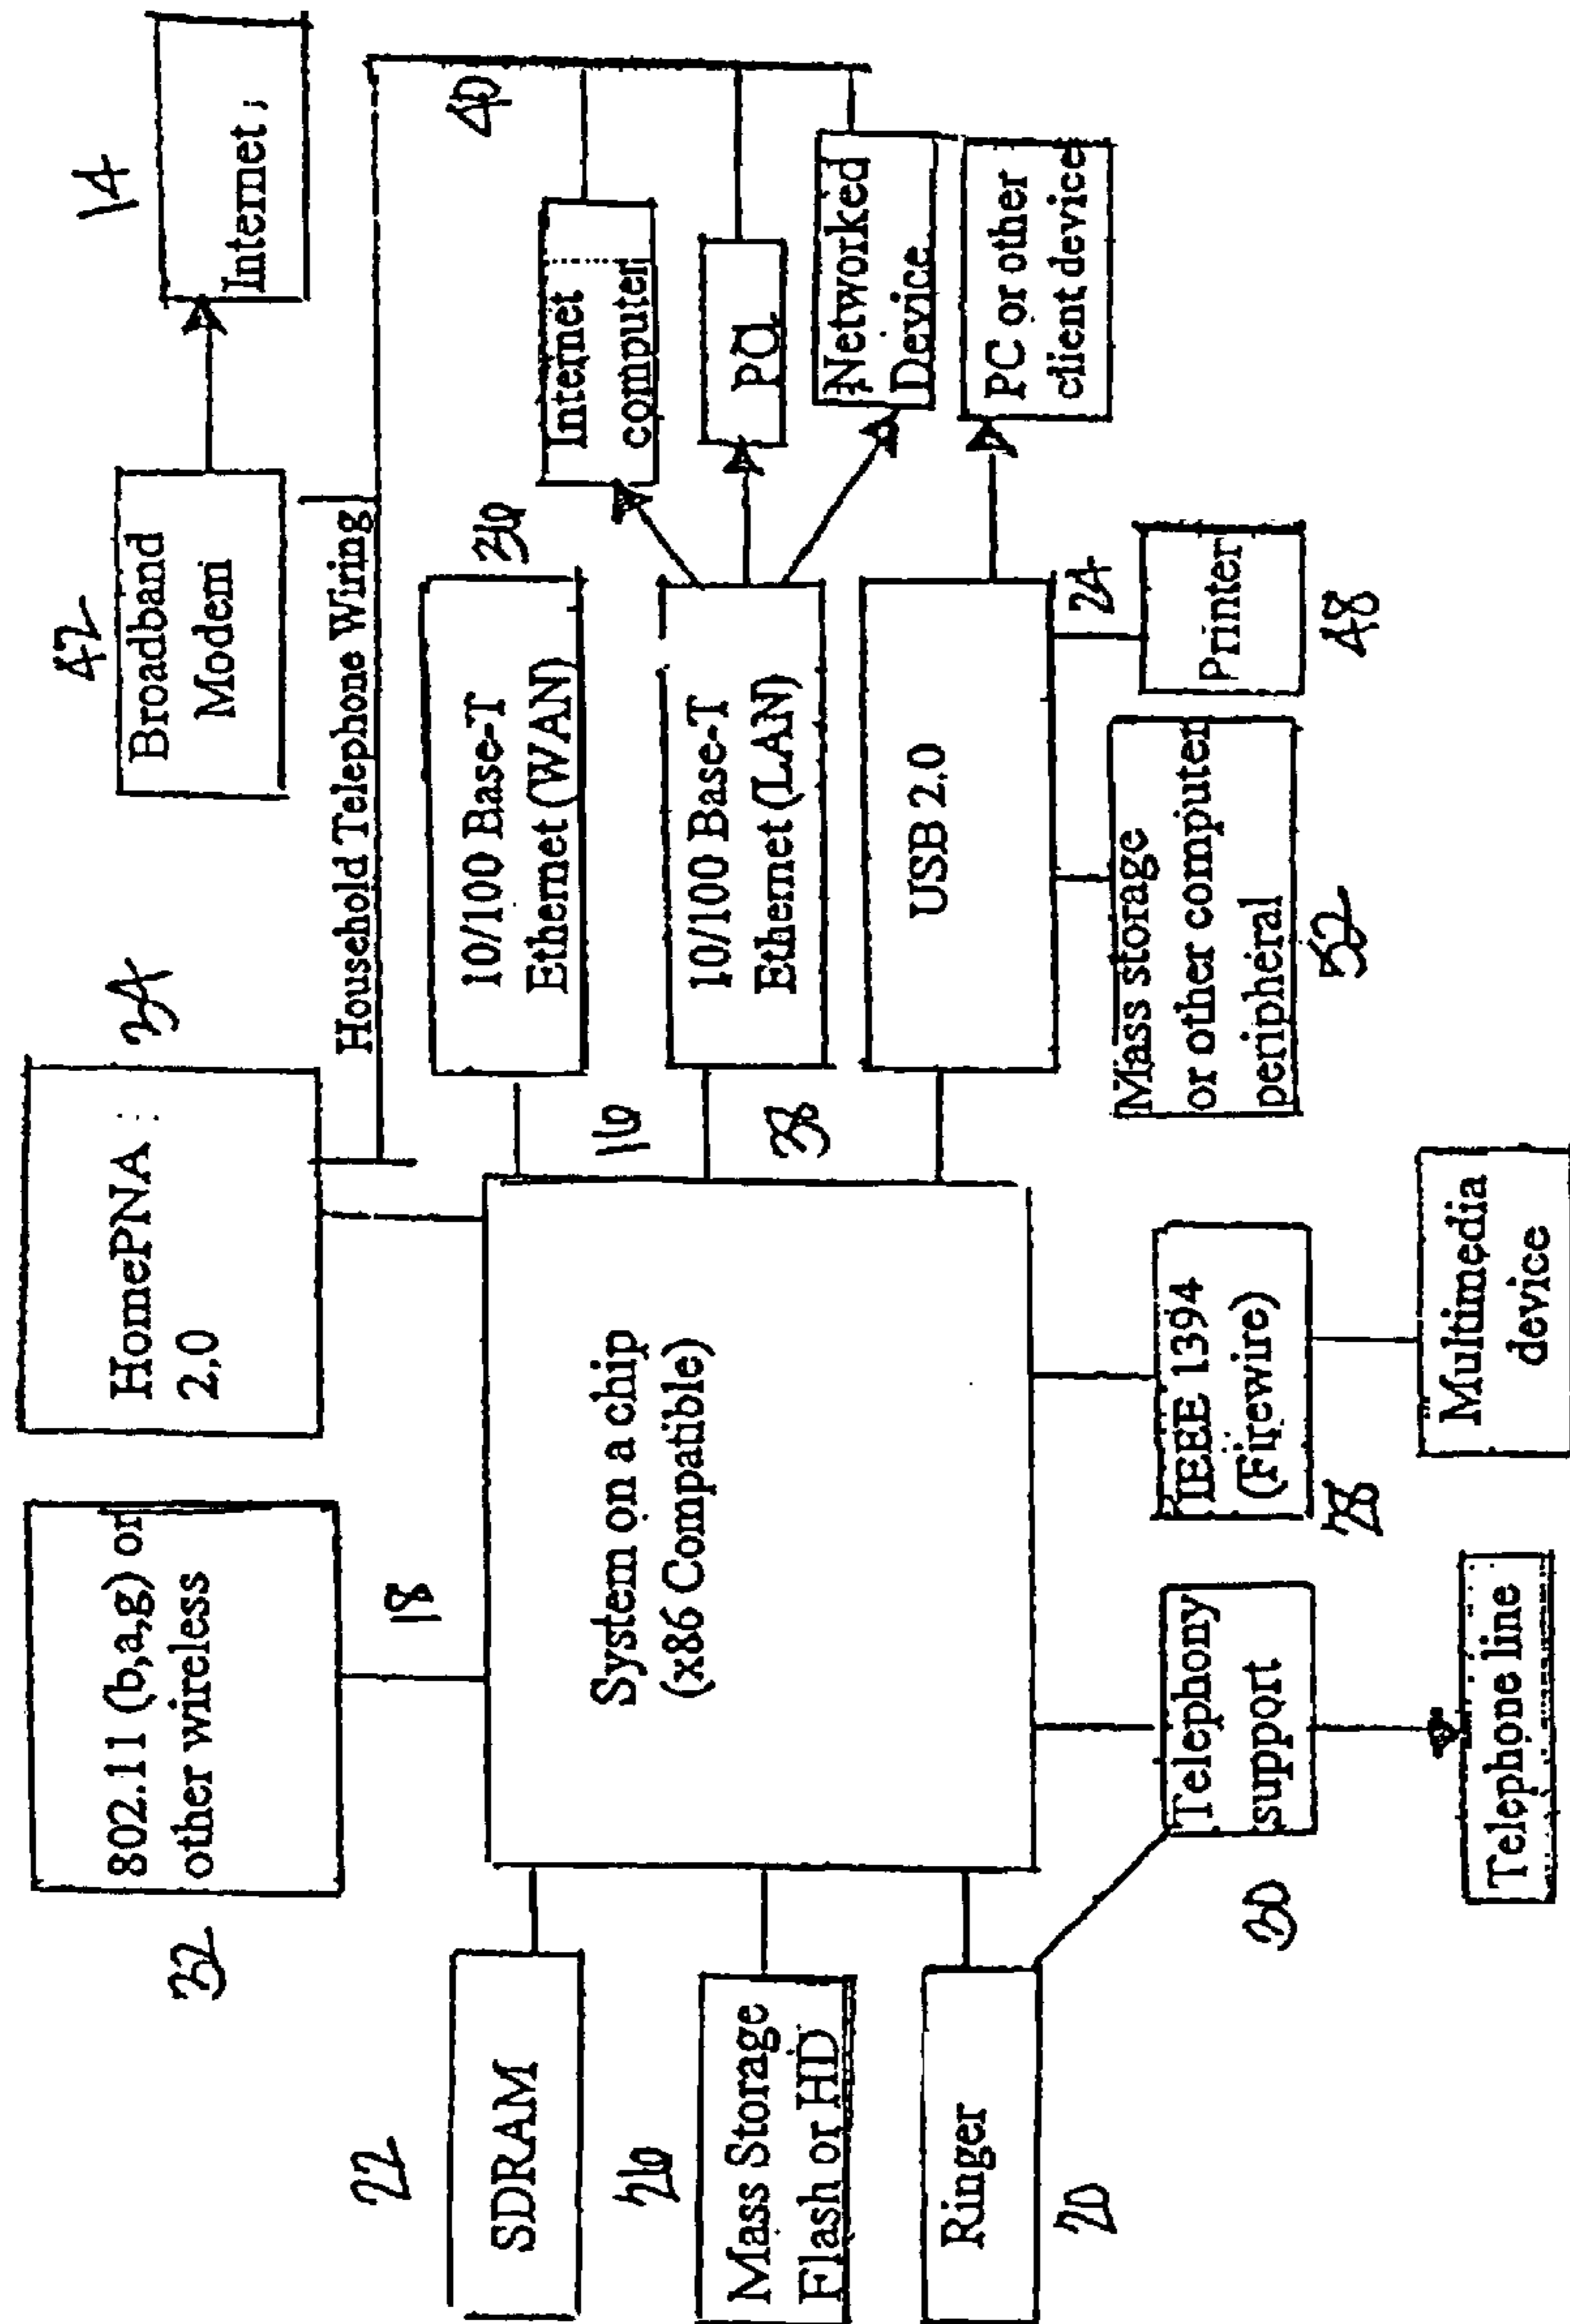 32
802.11 (b,a,g) or
other wireless
34
HomePNA
2.0
42
Broadband
Modem
14
Internet
Household Telephone Wiring
18
22
SDRAM
26
Mass Storage
Flash or HD
20
Ringer
System on a chip
(x86 Compatible)
16
36
10/100 Base-T
Ethernet (WAN)
38
10/100 Base-T
Ethernet (LAN)
USB 2.0
40
Internet
computer
PC
Networked
Device
PC or other
client device
24
30
Telephony
support
Telephone line
28
IEEE 1394
(Firewire)
Multimedia
device
52
Mass storage
or other computer
peripheral
48
Printer